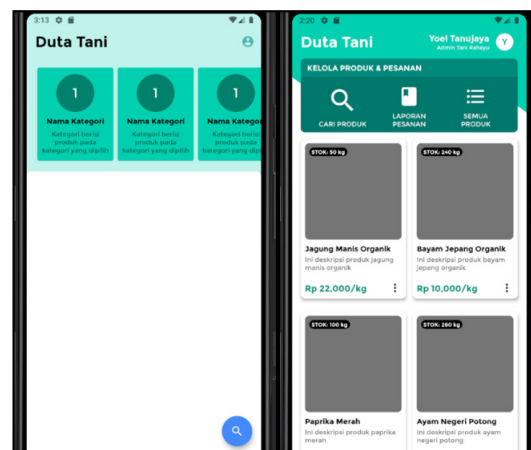 3:13
Duta Tani
1
Nama Kategori
Kategori berisi
produk pada
kategori yang dipilih
1
Nama Kategori
Kategori berisi
produk pada
kategori yang dipilih
1
Nama Kategor
Kategori berisi
produk pada
kategori yang dip
2:20
Duta Tani
Yoel Tanujaya
Admin Tani Rahayu
Y
KELOLA PRODUK & PESANAN
CARI PRODUK
LAPORAN
PESANAN
SEMUA
PRODUK
STOK: 50 kg
Jagung Manis Organik
Ini deskripsi produk jagung
manis organik
Rp 22,000/kg
STOK: 240 kg
Bayam Jepang Organik
Ini deskripsi produk bayam
jepang organik
Rp 10,000/kg
STOK: 100 kg
Paprika Merah
Ini deskripsi produk paprika
merah
STOK: 260 kg
Ayam Negeri Potong
Ini deskripsi produk ayam
negeri potong